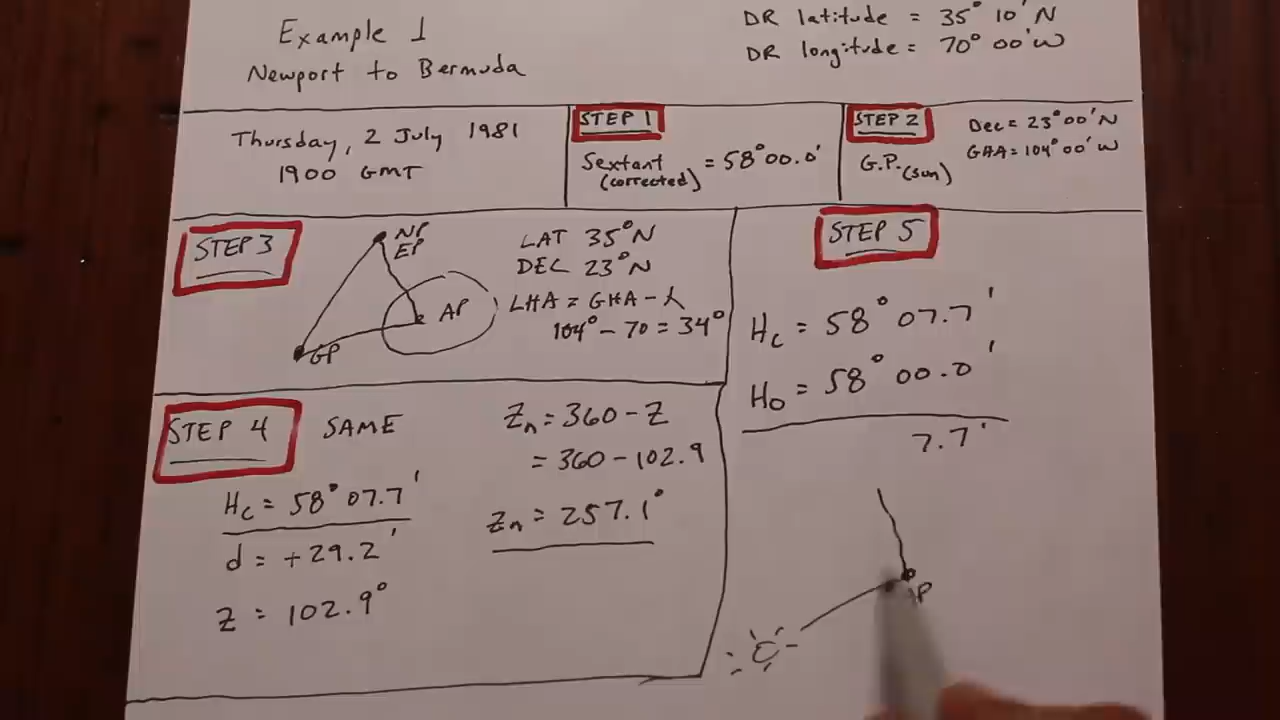 Example 1
Newport to Bermuda
DR latitude = 35° 10' N
DR longitude = 70° 00' W
Thursday, 2 July 1981
1900 GMT
STEP 1
Sextant (corrected) = 58° 00.0'
STEP 2
G.P. (sun)
Dec = 23° 00' N
GHA = 104° 00' W
STEP 3
NP
EP
AP
GP
LAT 35° N
DEC 23° N
LHA = GHA - λ
104° - 70 = 34°
STEP 4
SAME
Hc = 58° 07.7'
d = +29.2'
Z = 102.9°
Zn = 360 - Z
= 360 - 102.9
Zn = 257.1°
STEP 5
Hc = 58° 07.7'
Ho = 58° 00.0'
7.7'